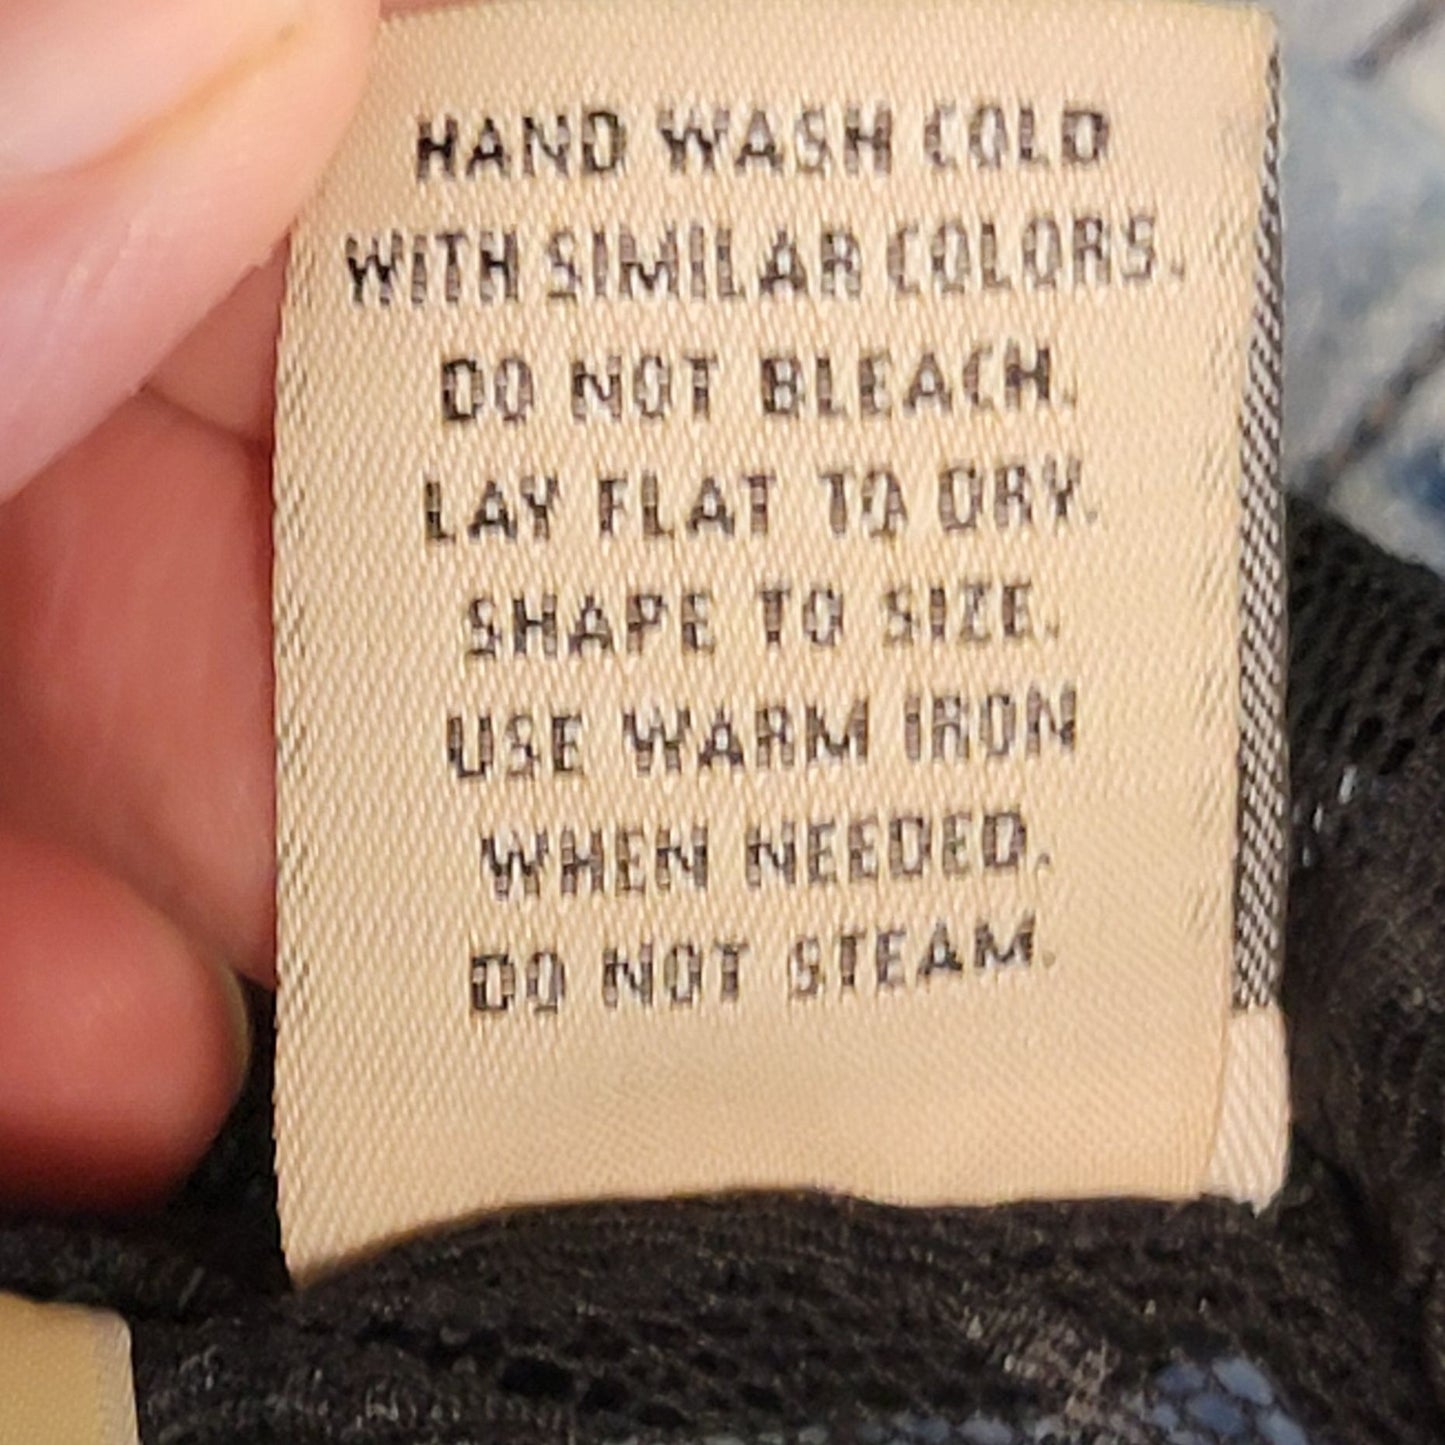 HAND WASH COLD
WITH SIMILAR COLORS.
DO NOT BLEACH.
LAY FLAT TO DRY.
SHAPE TO SIZE.
USE WARM IRON
WHEN NEEDED.
DO NOT STEAM.